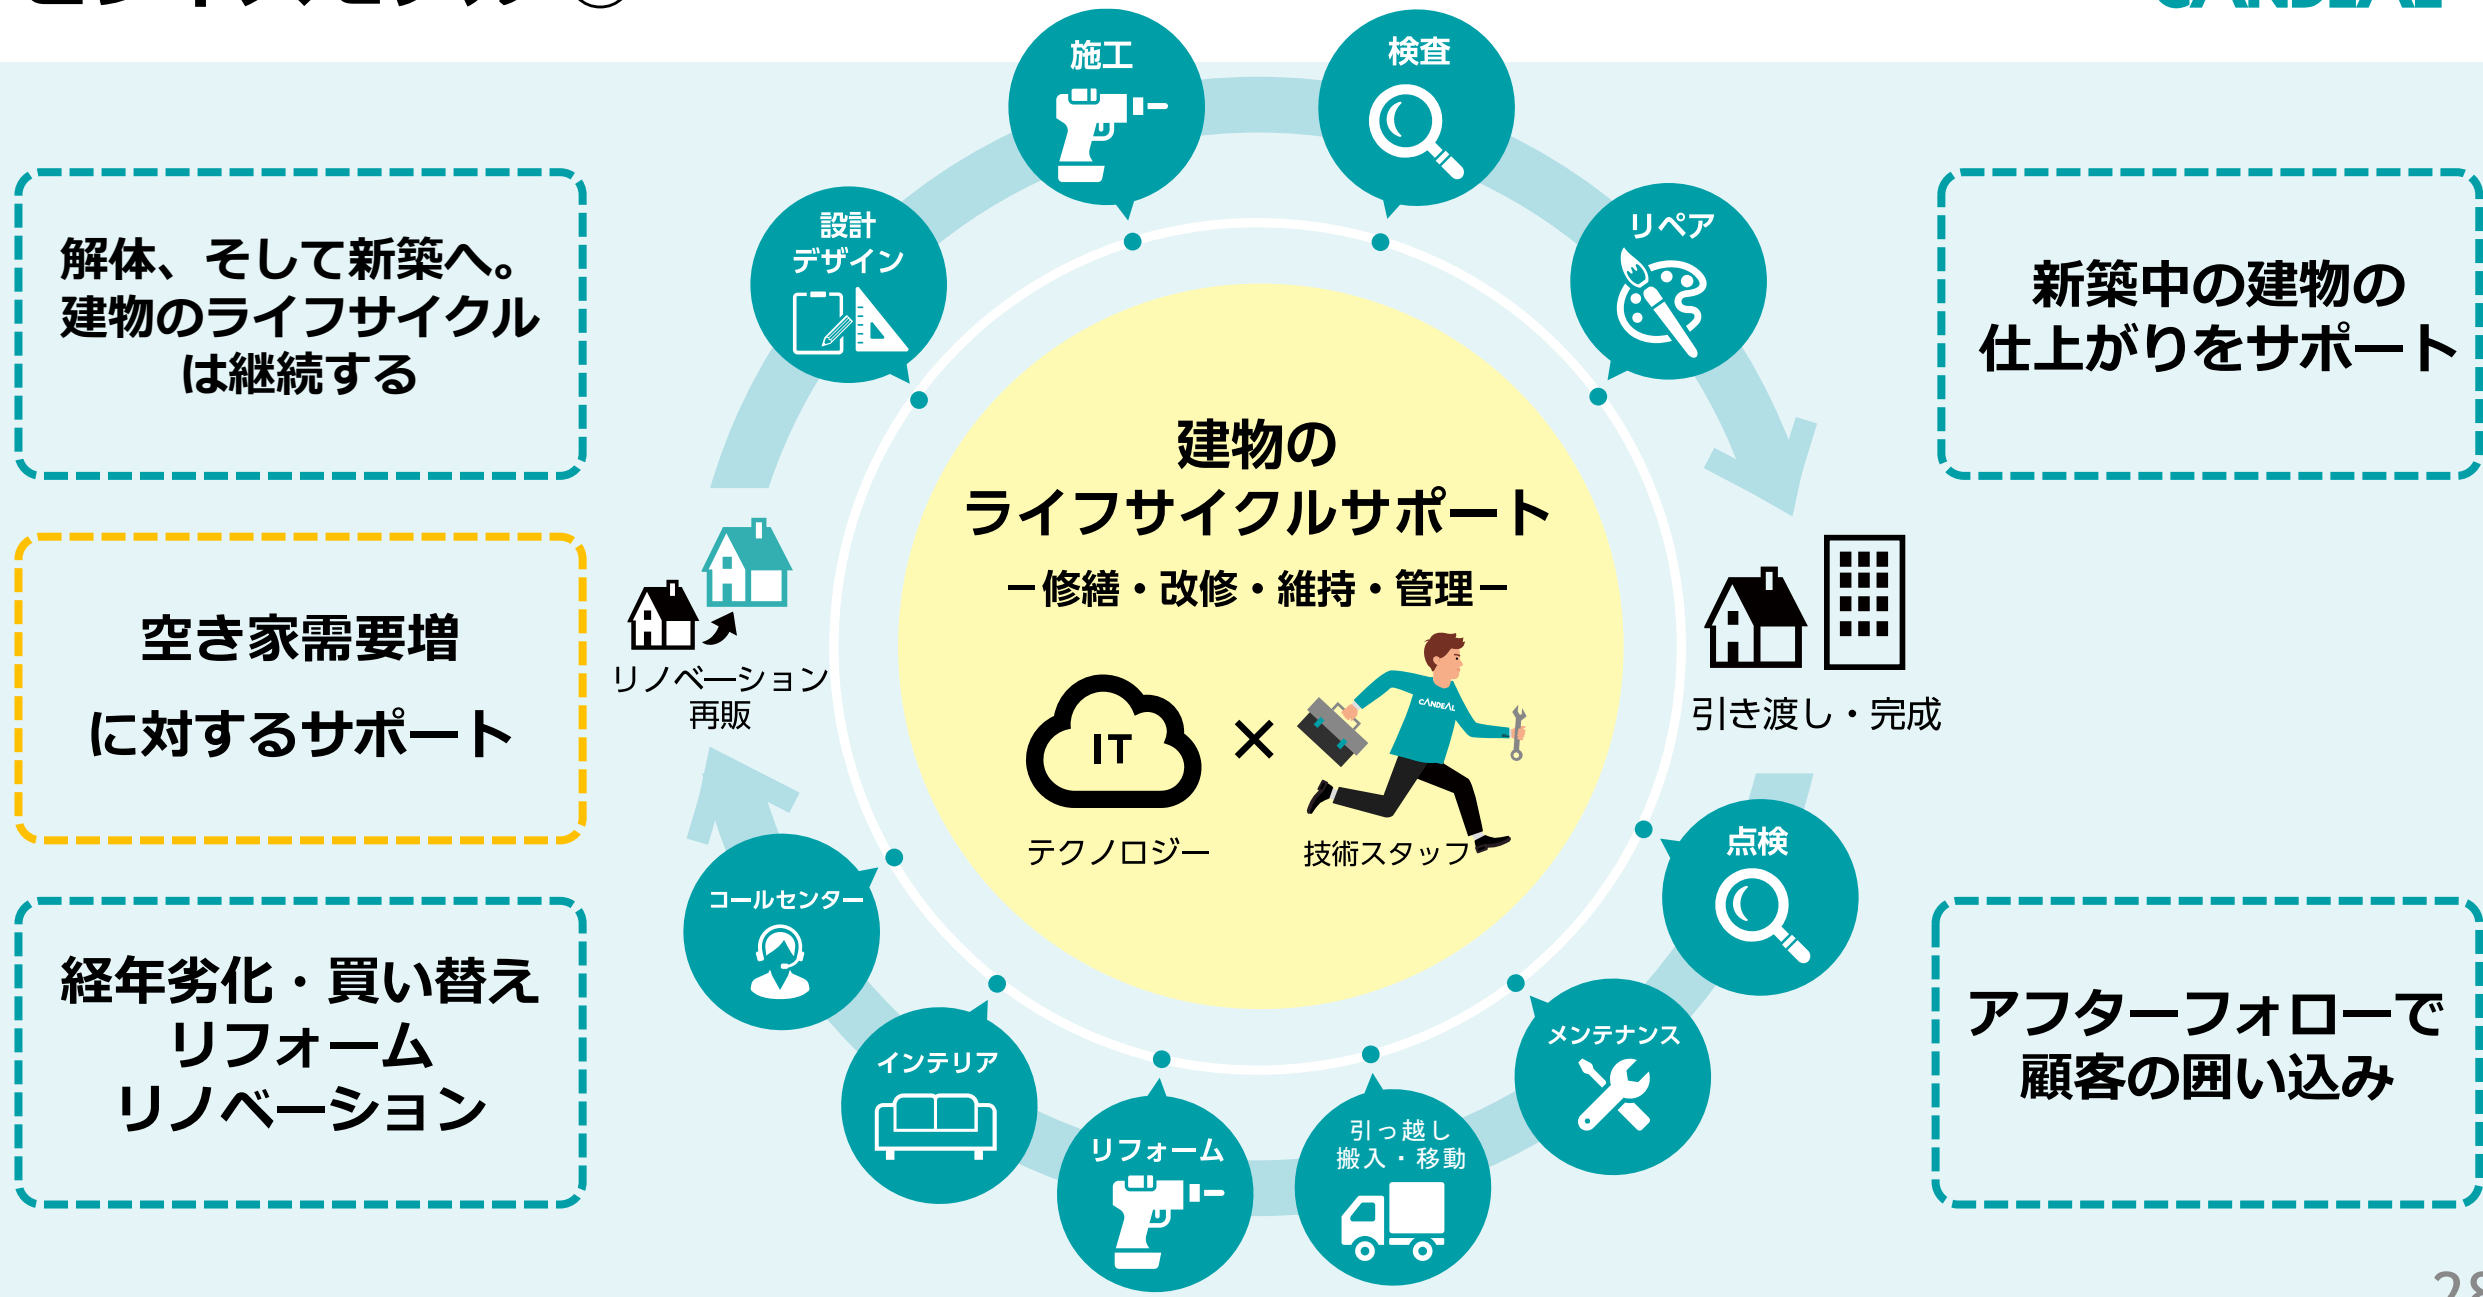 施工
検査
設計
デザイン
リペア
解体、そして新築へ。
建物のライフサイクル
は継続する
新築中の建物の
仕上がりをサポート
建物の
ライフサイクルサポート
－修繕・改修・維持・管理－
空き家需要増
に対するサポート
リノベーション
再販
引き渡し・完成
IT
×
CANDEAL
テクノロジー
技術スタッフ
点検
コールセンター
経年劣化・買い替え
リフォーム
リノベーション
アフターフォローで
顧客の囲い込み
メンテナンス
インテリア
引っ越し
搬入・移動
リフォーム
28